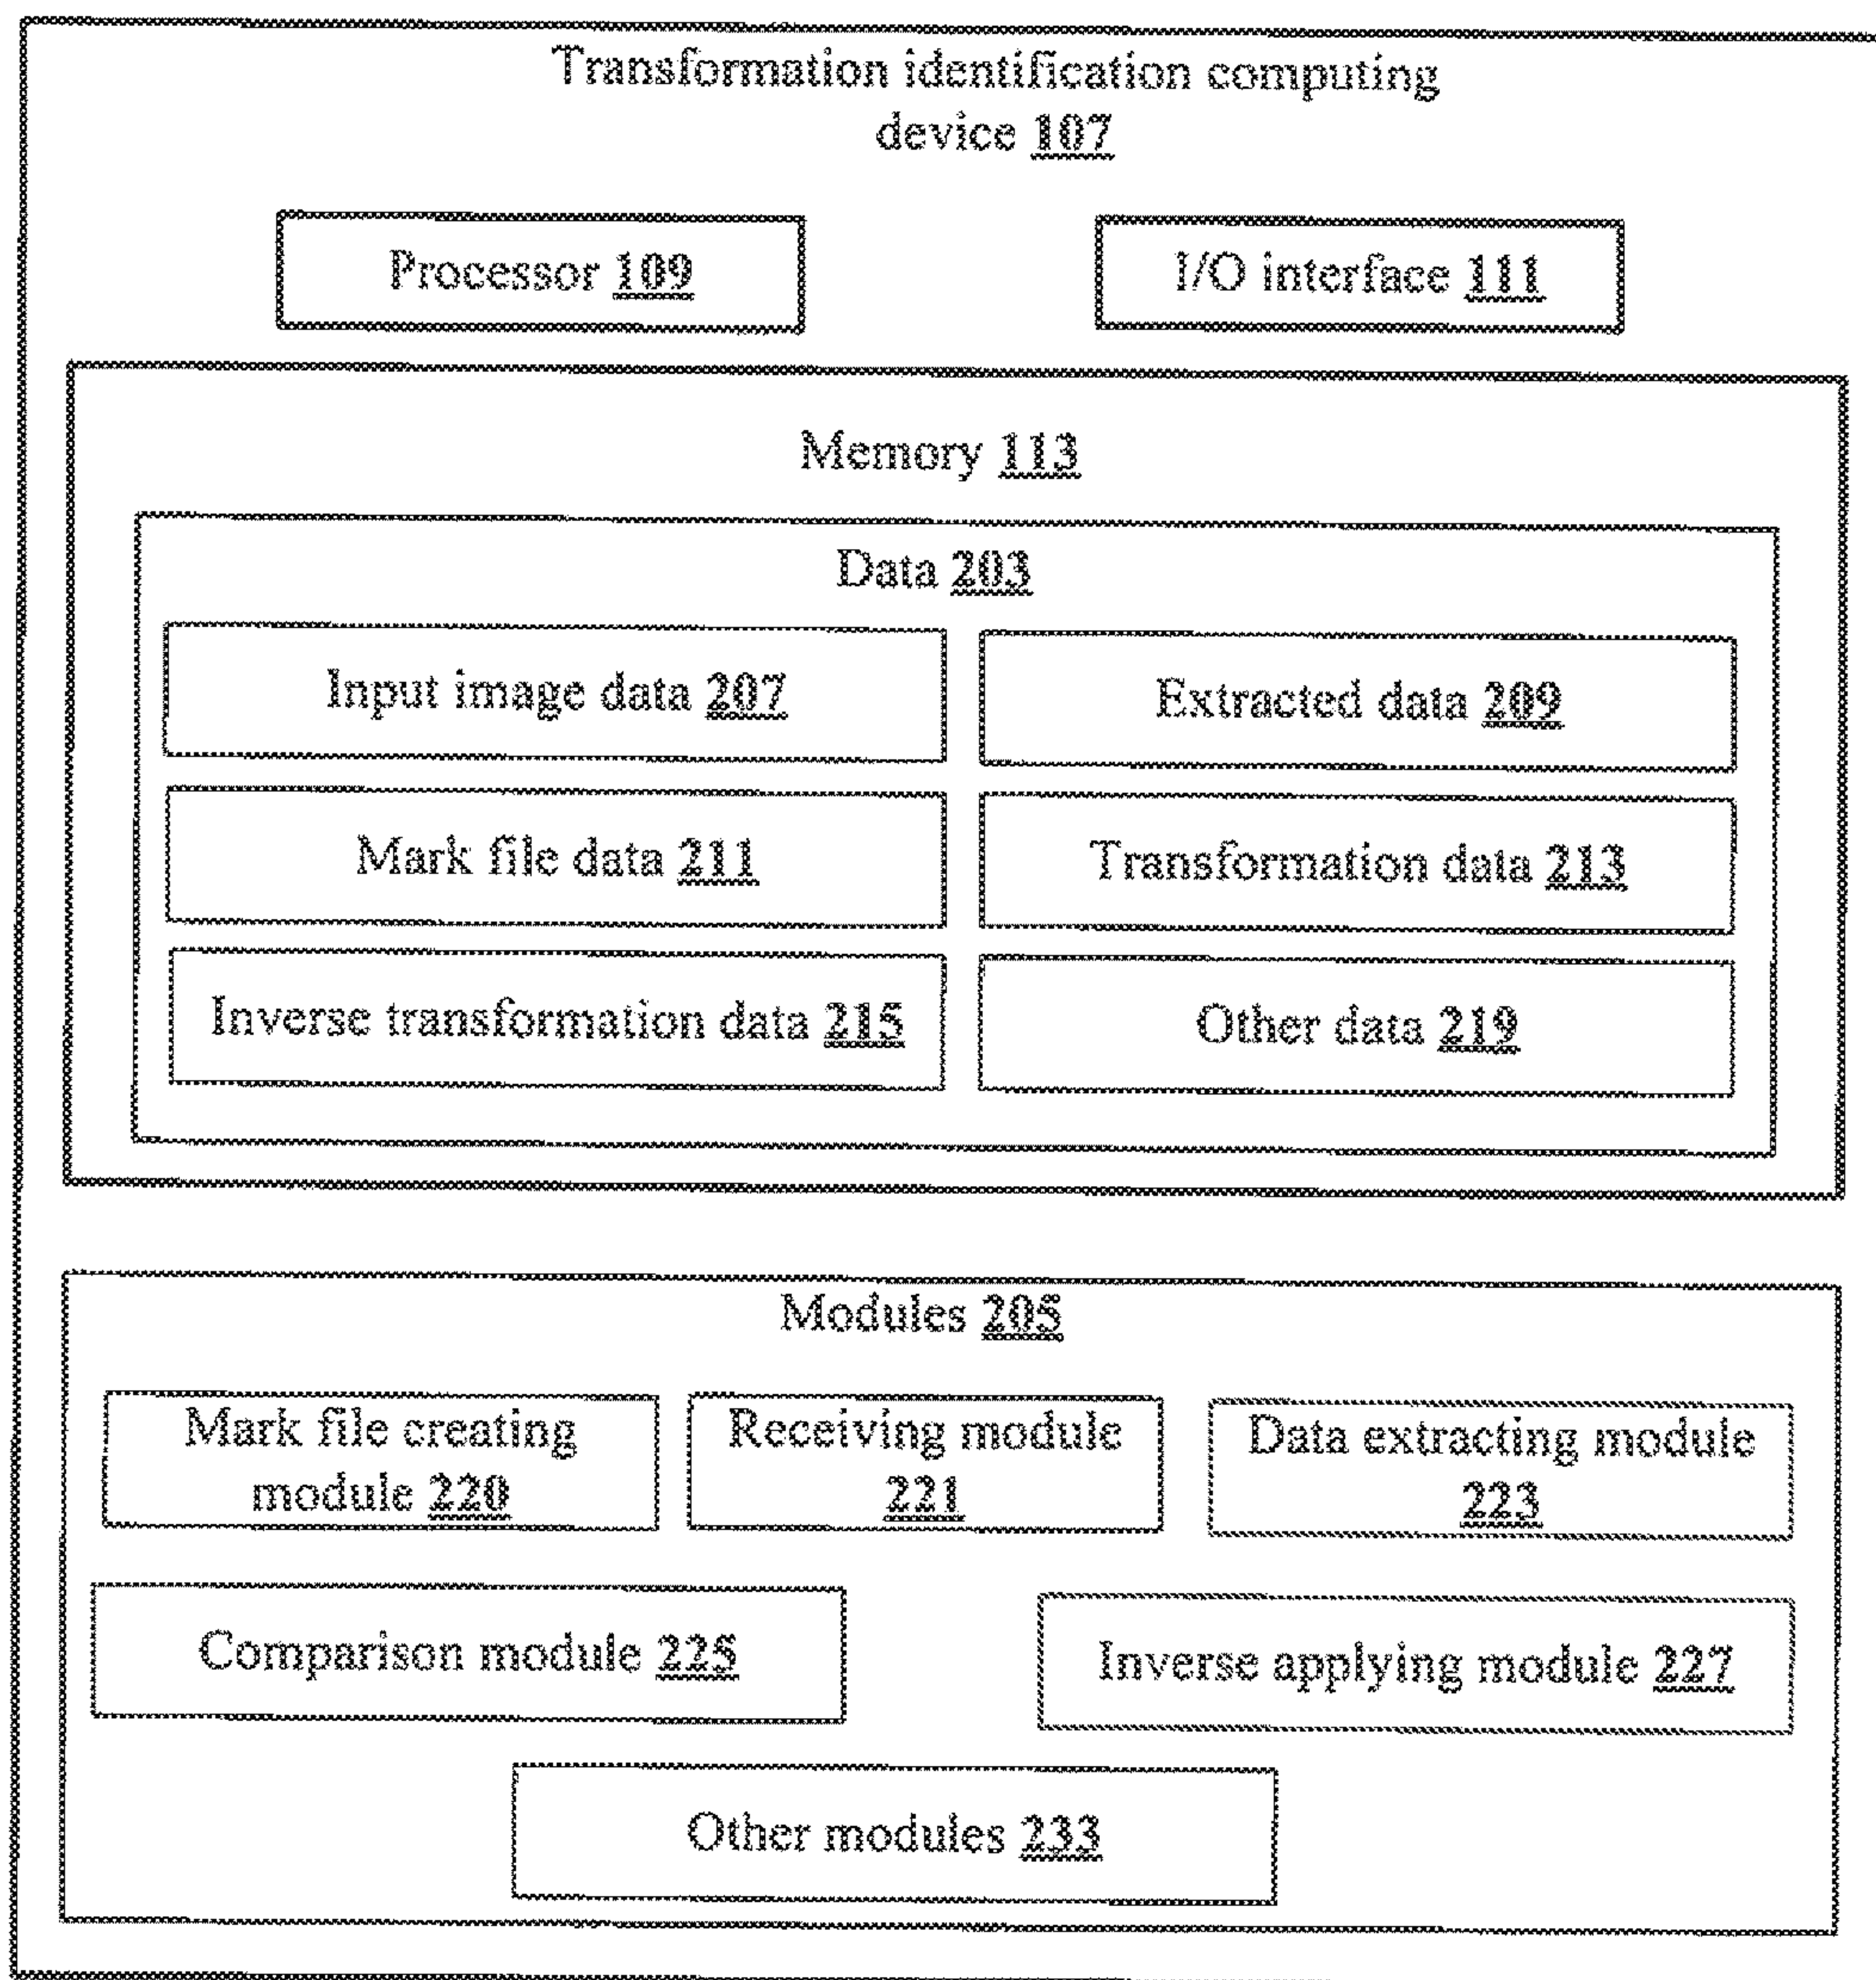 Transformation identification computing
device 107
Processor 109
I/O interface 111
Memory 113
Data 203
Input image data 207
Extracted data 209
Mark file data 211
Transformation data 213
Inverse transformation data 215
Other data 219
Modules 205
Mark file creating
module 220
Receiving module
221
Data extracting module
223
Comparison module 225
Inverse applying module 227
Other modules 233